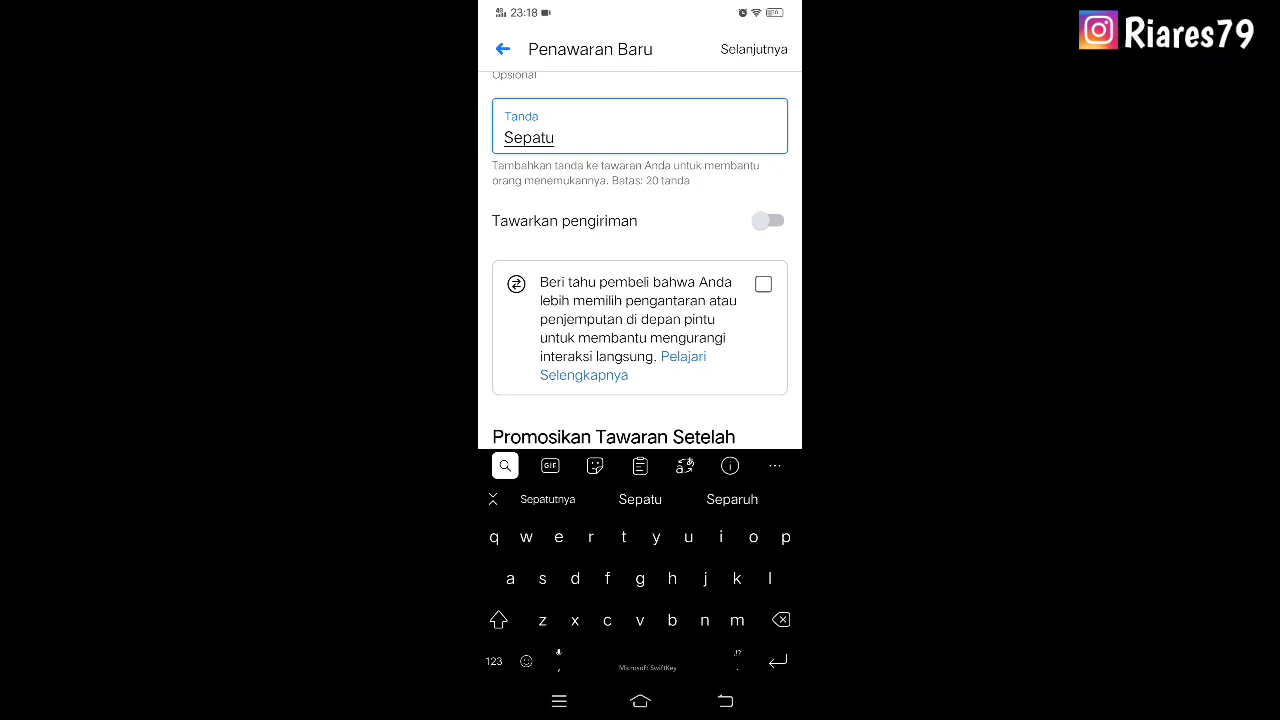 23:18
Riares79
Penawaran Baru
Selanjutnya
Opsional
Tanda
Sepatu
Tambahkan tanda ke tawaran Anda untuk membantu
orang menemukannya. Batas: 20 tanda
Tawarkan pengiriman
Beri tahu pembeli bahwa Anda
lebih memilih pengantaran atau
penjemputan di depan pintu
untuk membantu mengurangi
interaksi langsung. Pelajari
Selengkapnya
Promosikan Tawaran Setelah
GIF
Sepatutnya Sepatu Separuh
q w e r t y u i o p
a s d f g h j k l
z x c v b n m
123 , Microsoft SwiftKey .